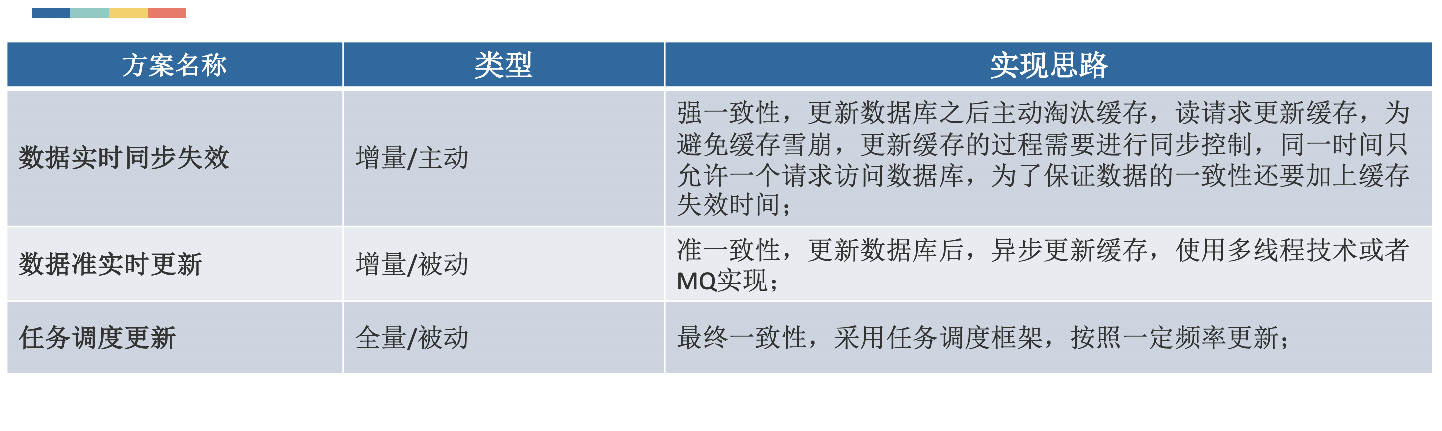 方案名称 类型 实现思路
数据实时同步失效 增量/主动 强一致性，更新数据库之后主动淘汰缓存，读请求更新缓存，为
避免缓存雪崩，更新缓存的过程需要进行同步控制，同一时间只
允许一个请求访问数据库，为了保证数据的一致性还要加上缓存
失效时间；
数据准实时更新 增量/被动 准一致性，更新数据库后，异步更新缓存，使用多线程技术或者
MQ实现；
任务调度更新 全量/被动 最终一致性，采用任务调度框架，按照一定频率更新；